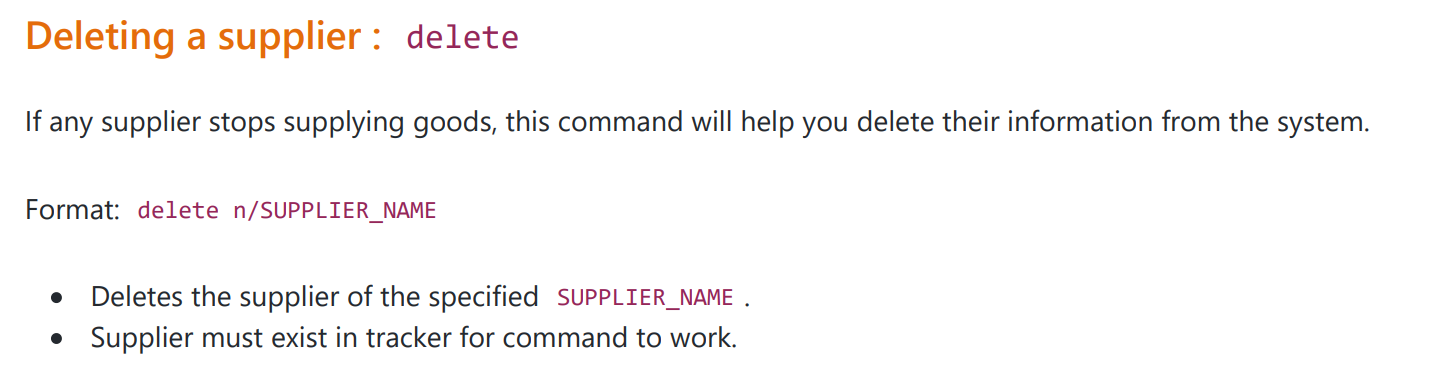 Deleting a supplier : delete
If any supplier stops supplying goods, this command will help you delete their information from the system.
Format: delete n/SUPPLIER_NAME
• Deletes the supplier of the specified SUPPLIER_NAME .
• Supplier must exist in tracker for command to work.